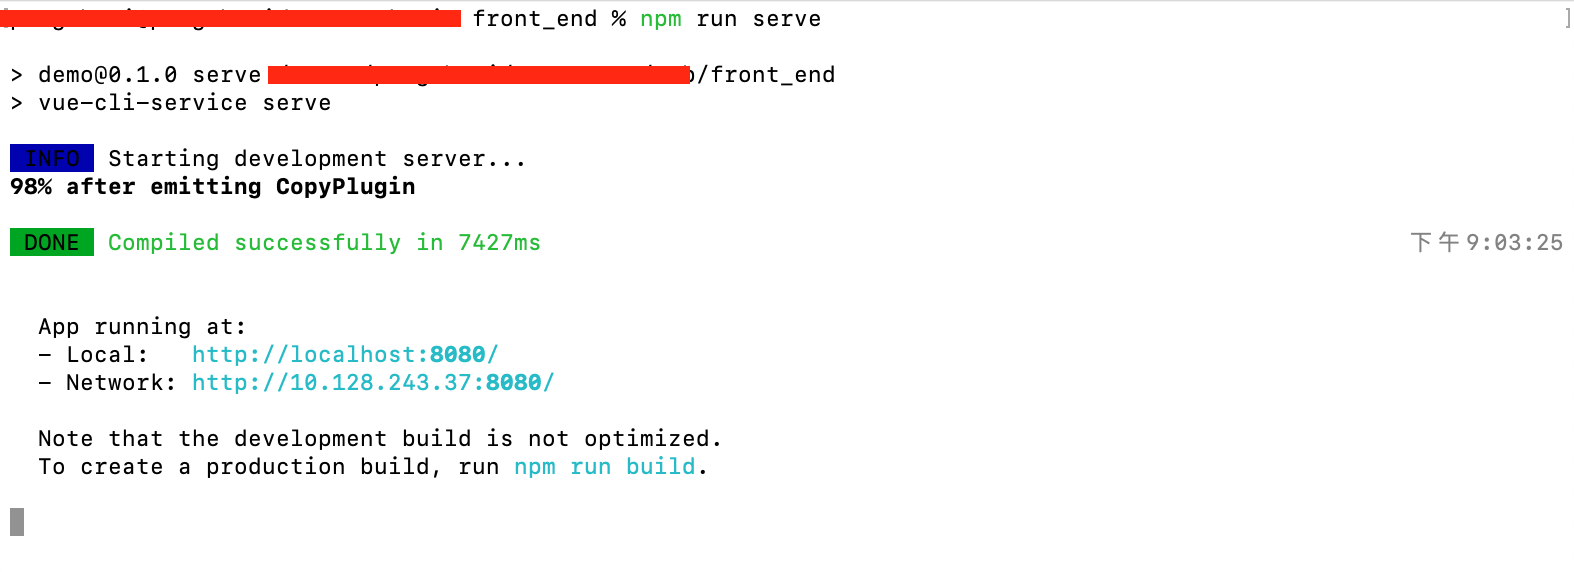 front_end % npm run serve
> demo@0.1.0 serve /front_end
> vue-cli-service serve
INFO Starting development server...
98% after emitting CopyPlugin
DONE Compiled successfully in 7427ms 下午9:03:25
App running at:
- Local: http://localhost:8080/
- Network: http://10.128.243.37:8080/
Note that the development build is not optimized.
To create a production build, run npm run build.